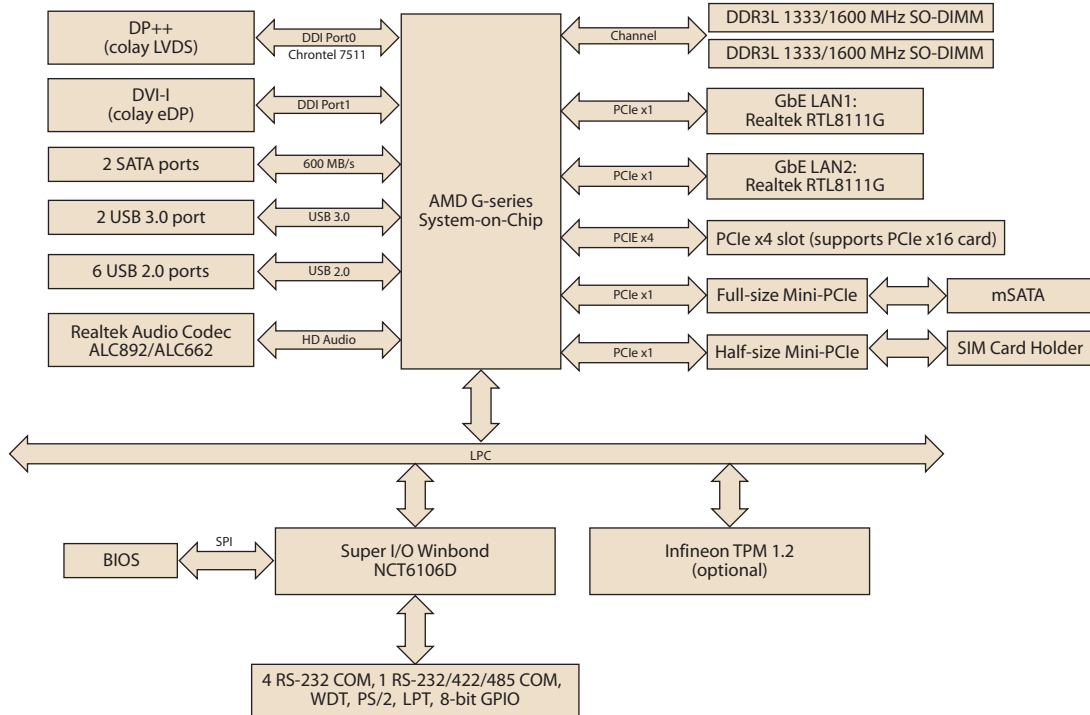 DP++
(colay LVDS)
DDI Port0
Chrontel 7511
DVI-I
(colay eDP)
DDI Port1
2 SATA ports
600 MB/s
2 USB 3.0 port
USB 3.0
6 USB 2.0 ports
USB 2.0
Realtek Audio Codec
ALC892/ALC662
HD Audio
AMD G-series
System-on-Chip
Channel
DDR3L 1333/1600 MHz SO-DIMM
DDR3L 1333/1600 MHz SO-DIMM
PCIe x1
GbE LAN1:
Realtek RTL8111G
PCIe x1
GbE LAN2:
Realtek RTL8111G
PCIE x4
PCIe x4 slot (supports PCIe x16 card)
PCIe x1
Full-size Mini-PCIe
mSATA
PCIe x1
Half-size Mini-PCIe
SIM Card Holder
LPC
BIOS
SPI
Super I/O Winbond
NCT6106D
Infineon TPM 1.2
(optional)
4 RS-232 COM, 1 RS-232/422/485 COM,
WDT, PS/2, LPT, 8-bit GPIO